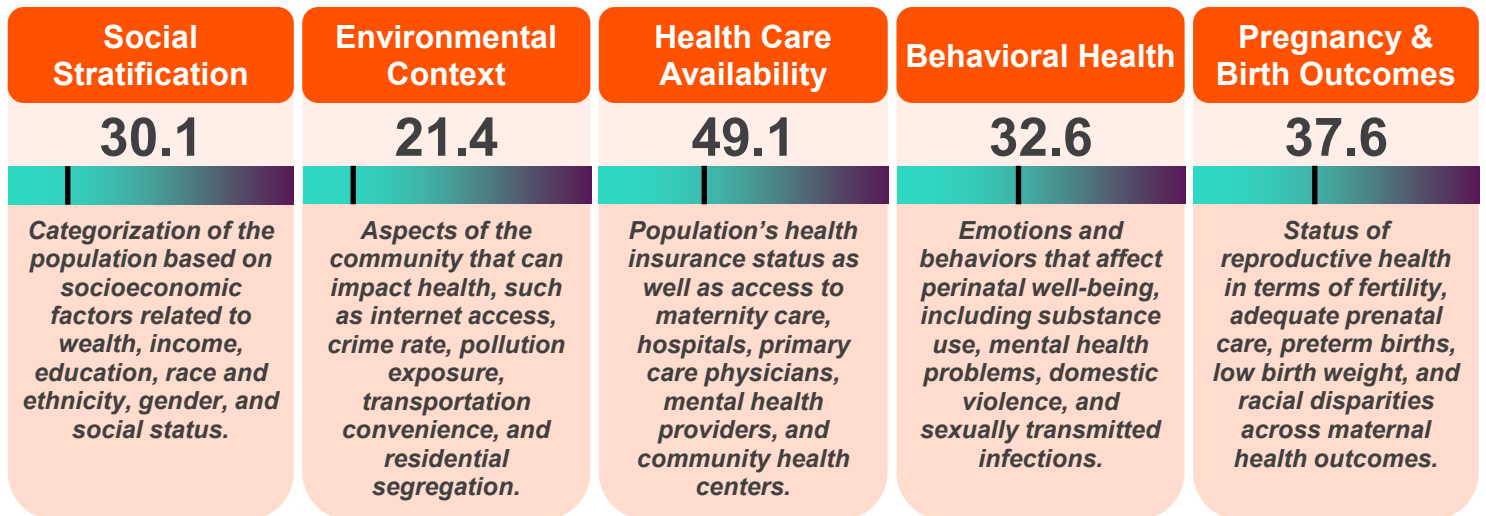 Social
Stratification
30.1
Categorization of the
population based on
socioeconomic
factors related to
wealth, income,
education, race and
ethnicity, gender, and
social status.
Environmental
Context
21.4
Aspects of the
community that can
impact health, such
as internet access,
crime rate, pollution
exposure,
transportation
convenience, and
residential
segregation.
Health Care
Availability
49.1
Population’s health
insurance status as
well as access to
maternity care,
hospitals, primary
care physicians,
mental health
providers, and
community health
centers.
Behavioral Health
32.6
Emotions and
behaviors that affect
perinatal well-being,
including substance
use, mental health
problems, domestic
violence, and
sexually transmitted
infections.
Pregnancy &
Birth Outcomes
37.6
Status of
reproductive health
in terms of fertility,
adequate prenatal
care, preterm births,
low birth weight, and
racial disparities
across maternal
health outcomes.